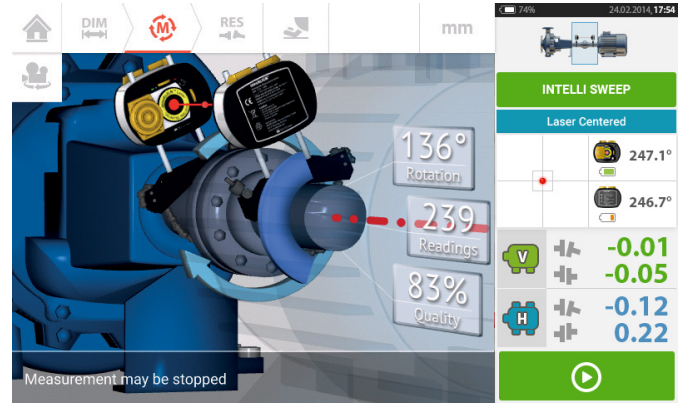 DIM
M
RES
mm
136°
Rotation
239
Readings
83%
Quality
Measurement may be stopped
74%
24.02.2014, 17:54
INTELLI SWEEP
Laser Centered
247.1°
246.7°
V
-0.01
-0.05
H
-0.12
0.22